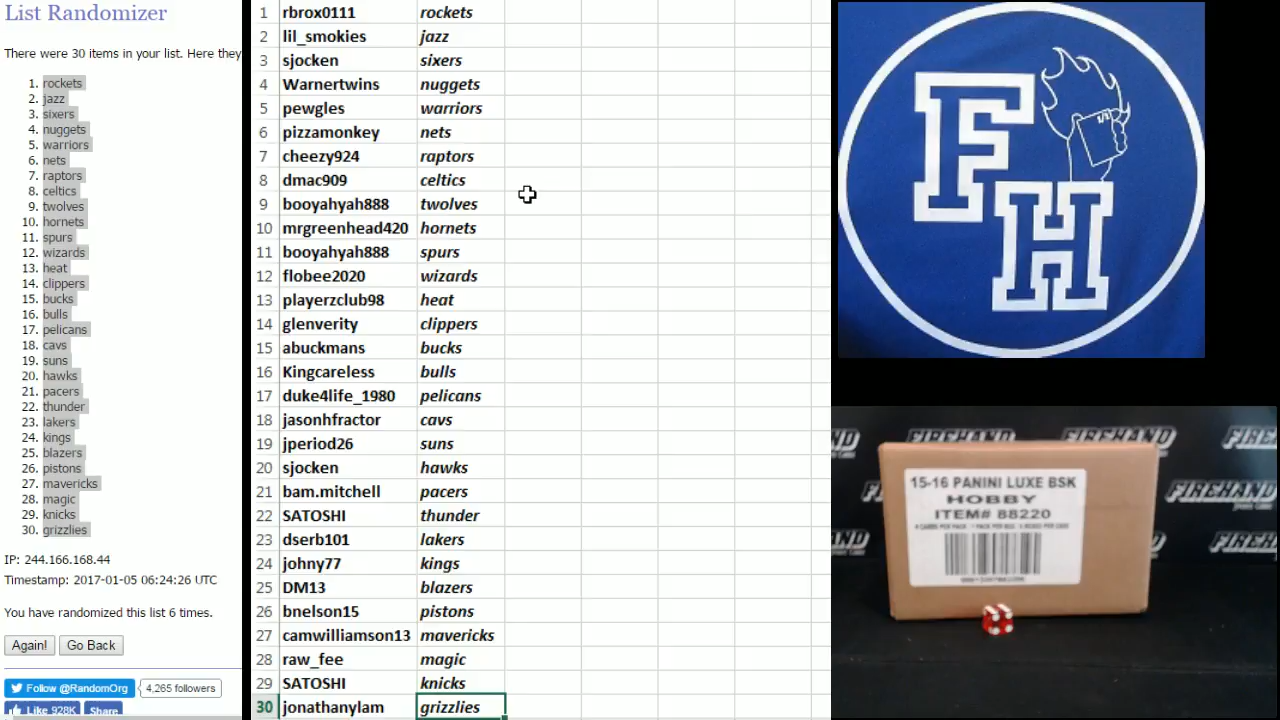 List Randomizer
There were 30 items in your list. Here they
1. rockets
2. jazz
3. sixers
4. nuggets
5. warriors
6. nets
7. raptors
8. celtics
9. twolves
10. hornets
11. spurs
12. wizards
13. heat
14. clippers
15. bucks
16. bulls
17. pelicans
18. cavs
19. suns
20. hawks
21. pacers
22. thunder
23. lakers
24. kings
25. blazers
26. pistons
27. mavericks
28. magic
29. knicks
30. grizzlies
IP: 244.166.168.44
Timestamp: 2017-01-05 06:24:26 UTC
You have randomized this list 6 times.
Again! Go Back
Follow @RandomOrg 4,265 followers
Like 928K Share
1 rbrox0111 rockets
2 lil_smokies jazz
3 sjocken sixers
4 Warnertwins nuggets
5 pewgles warriors
6 pizzamonkey nets
7 cheezy924 raptors
8 dmac909 celtics
9 booyahyah888 twolves
10 mrgreenhead420 hornets
11 booyahyah888 spurs
12 flobee2020 wizards
13 playerzclub98 heat
14 glenverity clippers
15 abuckmans bucks
16 Kingcareless bulls
17 duke4life_1980 pelicans
18 jasonhfractor cavs
19 jperiod26 suns
20 sjocken hawks
21 bam.mitchell pacers
22 SATOSHI thunder
23 dserb101 lakers
24 johny77 kings
25 DM13 blazers
26 bnelson15 pistons
27 camwilliamson13 mavericks
28 raw_fee magic
29 SATOSHI knicks
30 jonathanylam grizzlies
F
1/1
H
FIREHAND
FIREHAND
15-16 PANINI LUXE BSK
HOBBY
ITEM# 88220